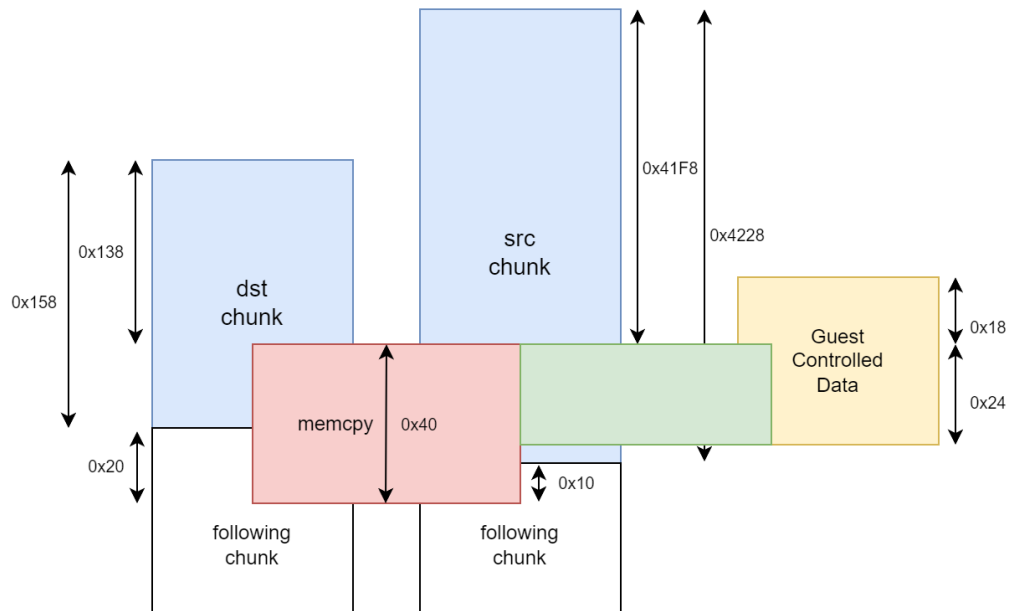 0x41F8
0x4228
src
chunk
0x138
0x158
dst
chunk
0x18
Guest
Controlled
Data
0x24
memcpy
0x40
0x20
0x10
following
chunk
following
chunk